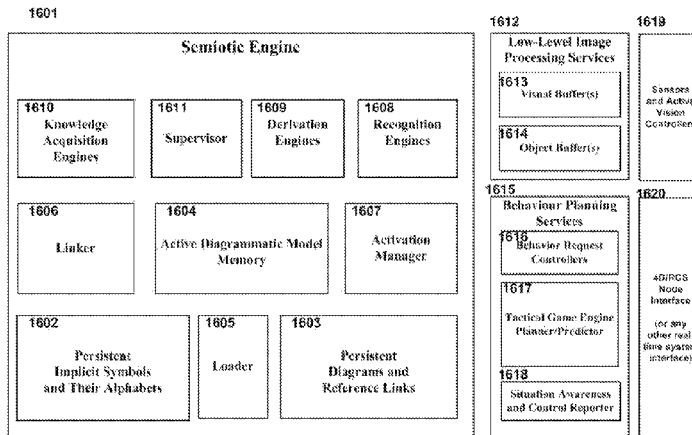 1601
Semiotic Engine
1610
Knowledge
Acquisition
Engines
1611
Supervisor
1609
Derivation
Engines
1608
Recognition
Engines
1606
Linker
1604
Active Diagrammatic Model
Memory
1607
Activation
Manager
1602
Persistent
Implicit Symbols
and Their Alphabets
1605
Loader
1603
Persistent
Diagrams and
Reference Links
1612
Low-Lewel Image
Processing Services
1613
Visual Buffer(s)
1614
Object Buffer(s)
1615
Behaviour Planning
Services
1616
Behavior Request
Controllers
1617
Tactical Game Engine
Planner/Predictor
1618
Situation Awareness
and Control Reporter
1619
Sensors
and Active
Vision
Controllers
1620
4D/RCS
Node
Interface
(or any
other real-
time system
interface)